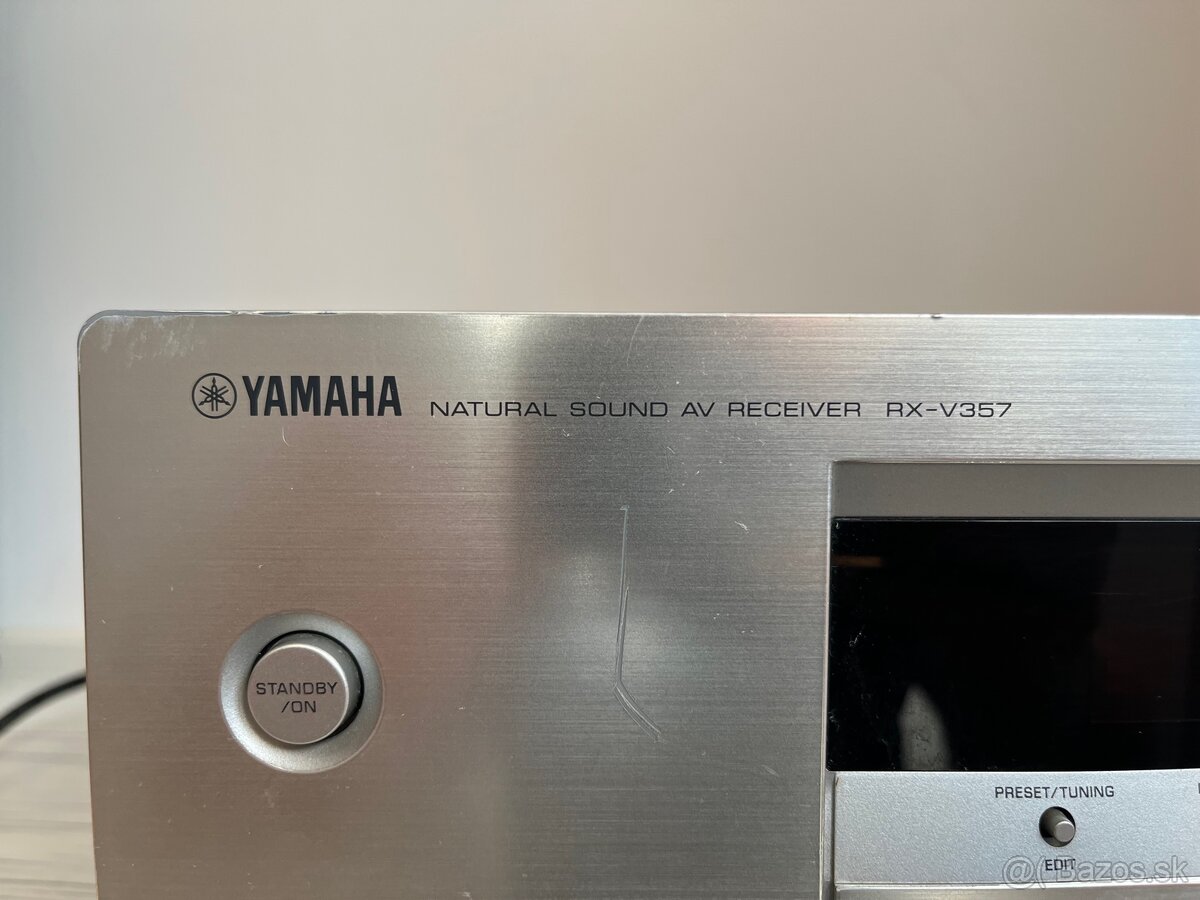 YAMAHA NATURAL SOUND AV RECEIVER RX-V357
STANDBY
/ON
PRESET/TUNING
EDIT
@(Bazos.sk